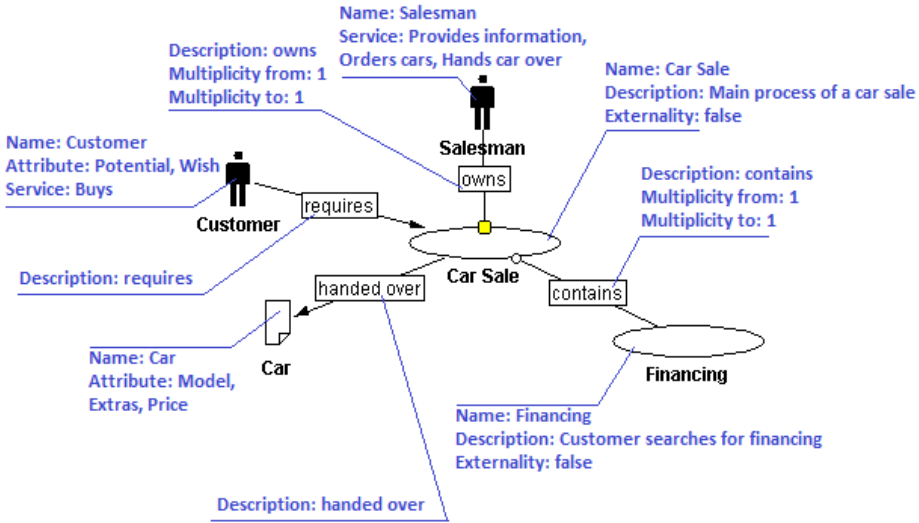 Name: Salesman
Service: Provides information,
Orders cars, Hands car over
Description: owns
Multiplicity from: 1
Multiplicity to: 1
Name: Car Sale
Description: Main process of a car sale
Externality: false
Name: Customer
Attribute: Potential, Wish
Service: Buys
Salesman
owns
Description: contains
Multiplicity from: 1
Multiplicity to: 1
requires
Customer
Description: requires
Car Sale
handed over
contains
Car
Name: Car
Attribute: Model,
Extras, Price
Financing
Name: Financing
Description: Customer searches for financing
Externality: false
Description: handed over